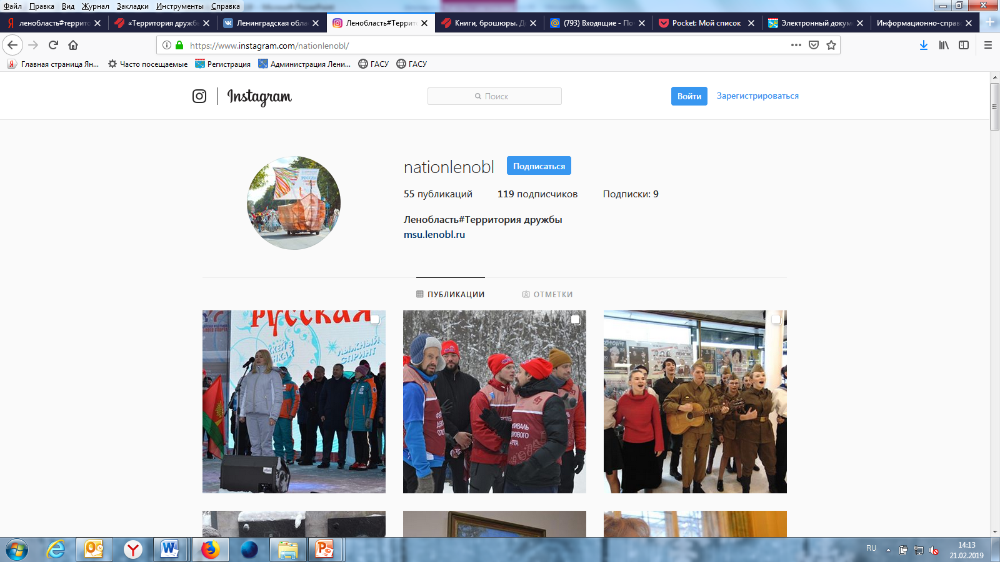 Файл Правка Вид Журнал Закладки Инструменты Справка
ленобласть#террито
«Территория дружбы
Ленинградская обла
Ленобласть#Террит
Книги, брошюры. Д
(793) Входящие - По
Pocket: Мой список
Электронный докум
Информационно-справ
https://www.instagram.com/nationlenobl/
Главная страница Ян...
Часто посещаемые
Регистрация
Администрация Лени...
ГАСУ
ГАСУ
Instagram
Поиск
Войти
Зарегистрироваться
nationlenobl
Подписаться
55 публикаций 119 подписчиков Подписки: 9
Ленобласть#Территория дружбы
msu.lenobl.ru
ПУБЛИКАЦИИ
ОТМЕТКИ
РУССКАЯ
ЛЫЖНЫЙ
СПРИНТ
РОССИЯ
RU
14:13
21.02.2019